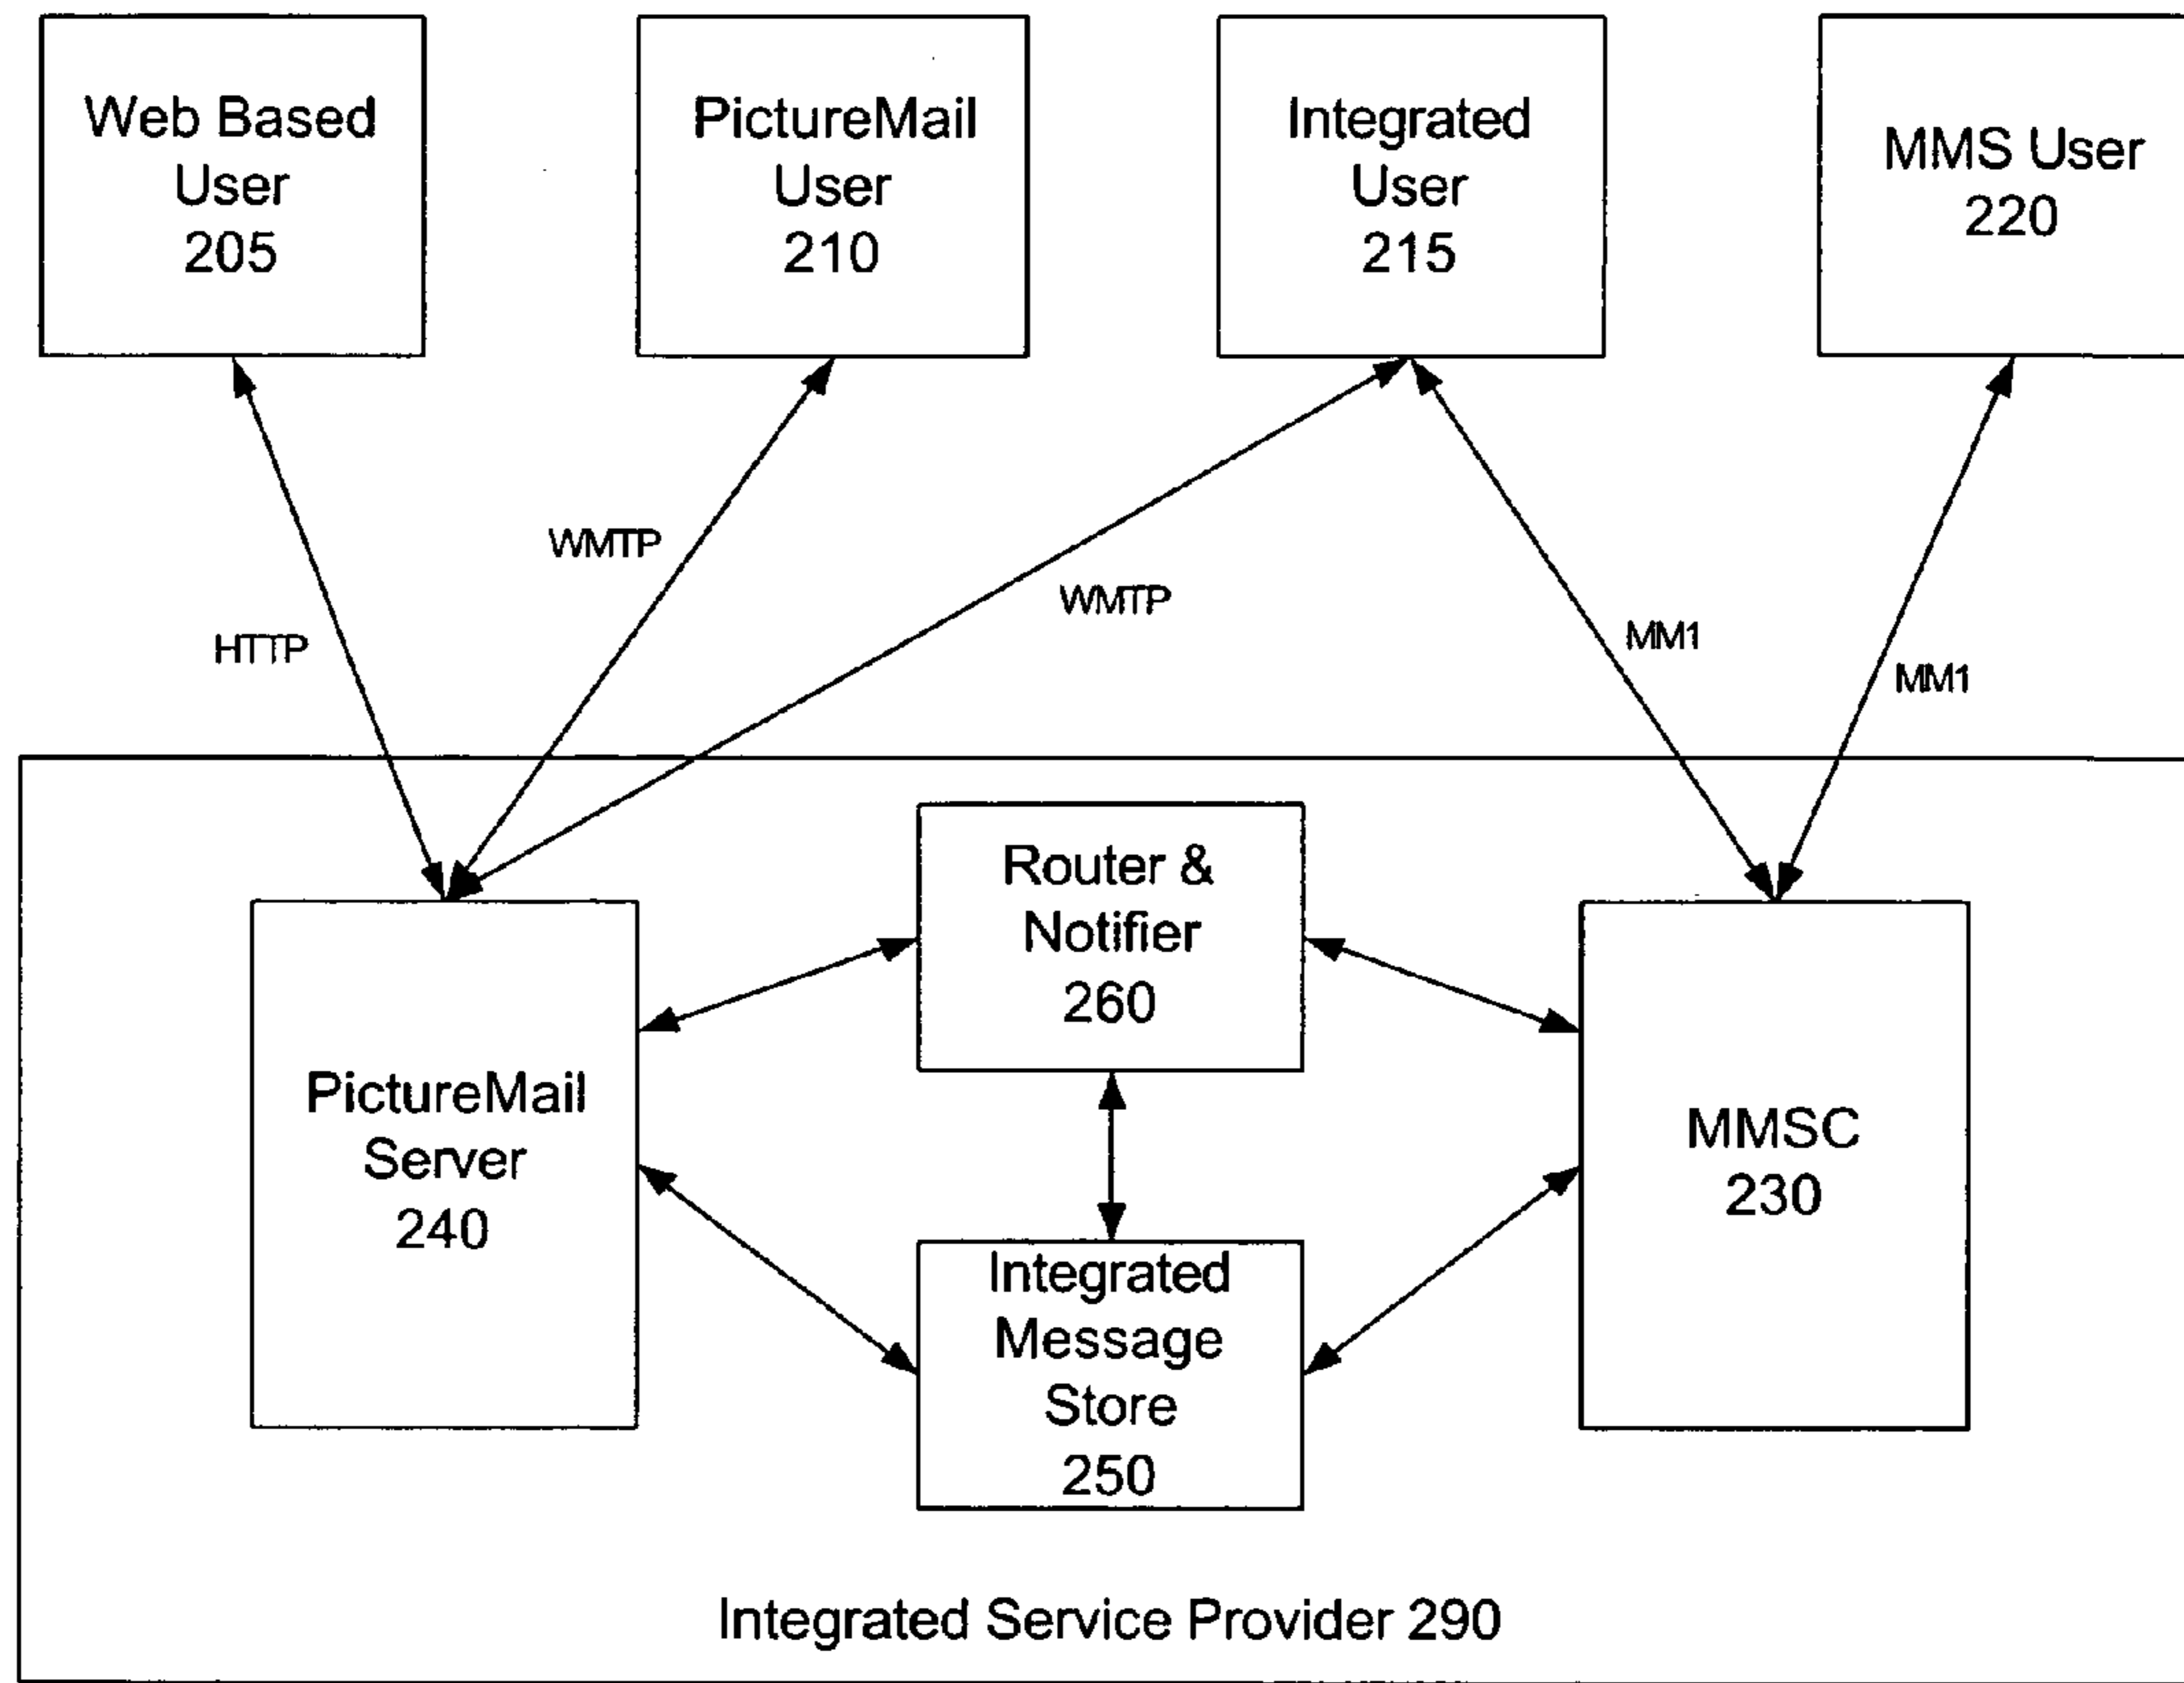 Web Based
User
205
PictureMail
User
210
Integrated
User
215
MMS User
220
WMTP
WMTP
HTTP
MM1
MM1
Router &
Notifier
260
PictureMail
Server
240
MMSC
230
Integrated
Message
Store
250
Integrated Service Provider 290